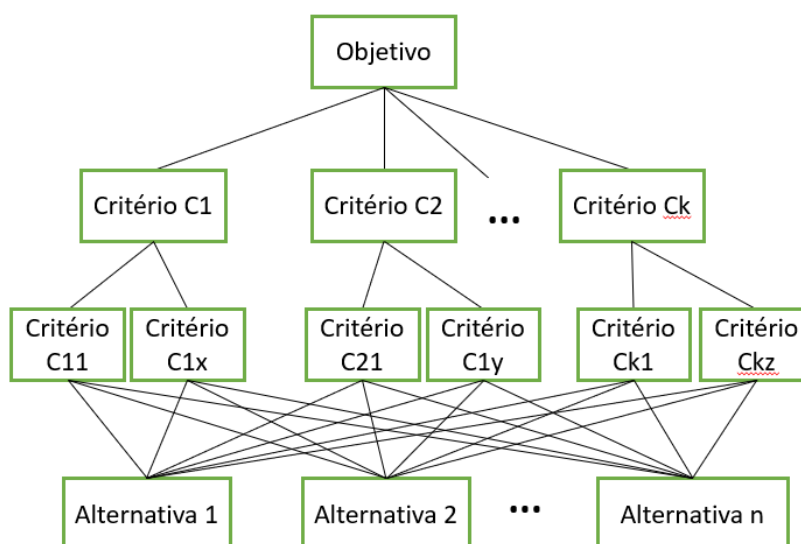 Objetivo
Critério C1
Critério C2
...
Critério Ck
Critério
C11
Critério
C1x
Critério
C21
Critério
C1y
Critério
Ck1
Critério
Ckz
Alternativa 1
Alternativa 2
...
Alternativa n